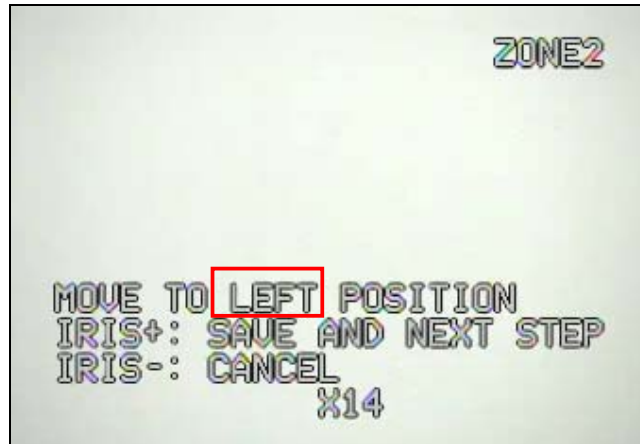 ZONE2
MOVE TO LEFT POSITION
IRIS+: SAVE AND NEXT STEP
IRIS-: CANCEL
X14